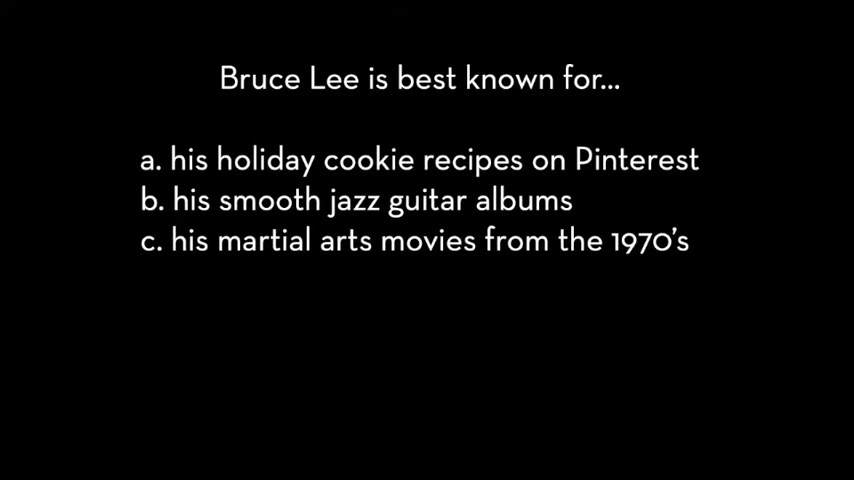 Bruce Lee is best known for...
a. his holiday cookie recipes on Pinterest
b. his smooth jazz guitar albums
c. his martial arts movies from the 1970's